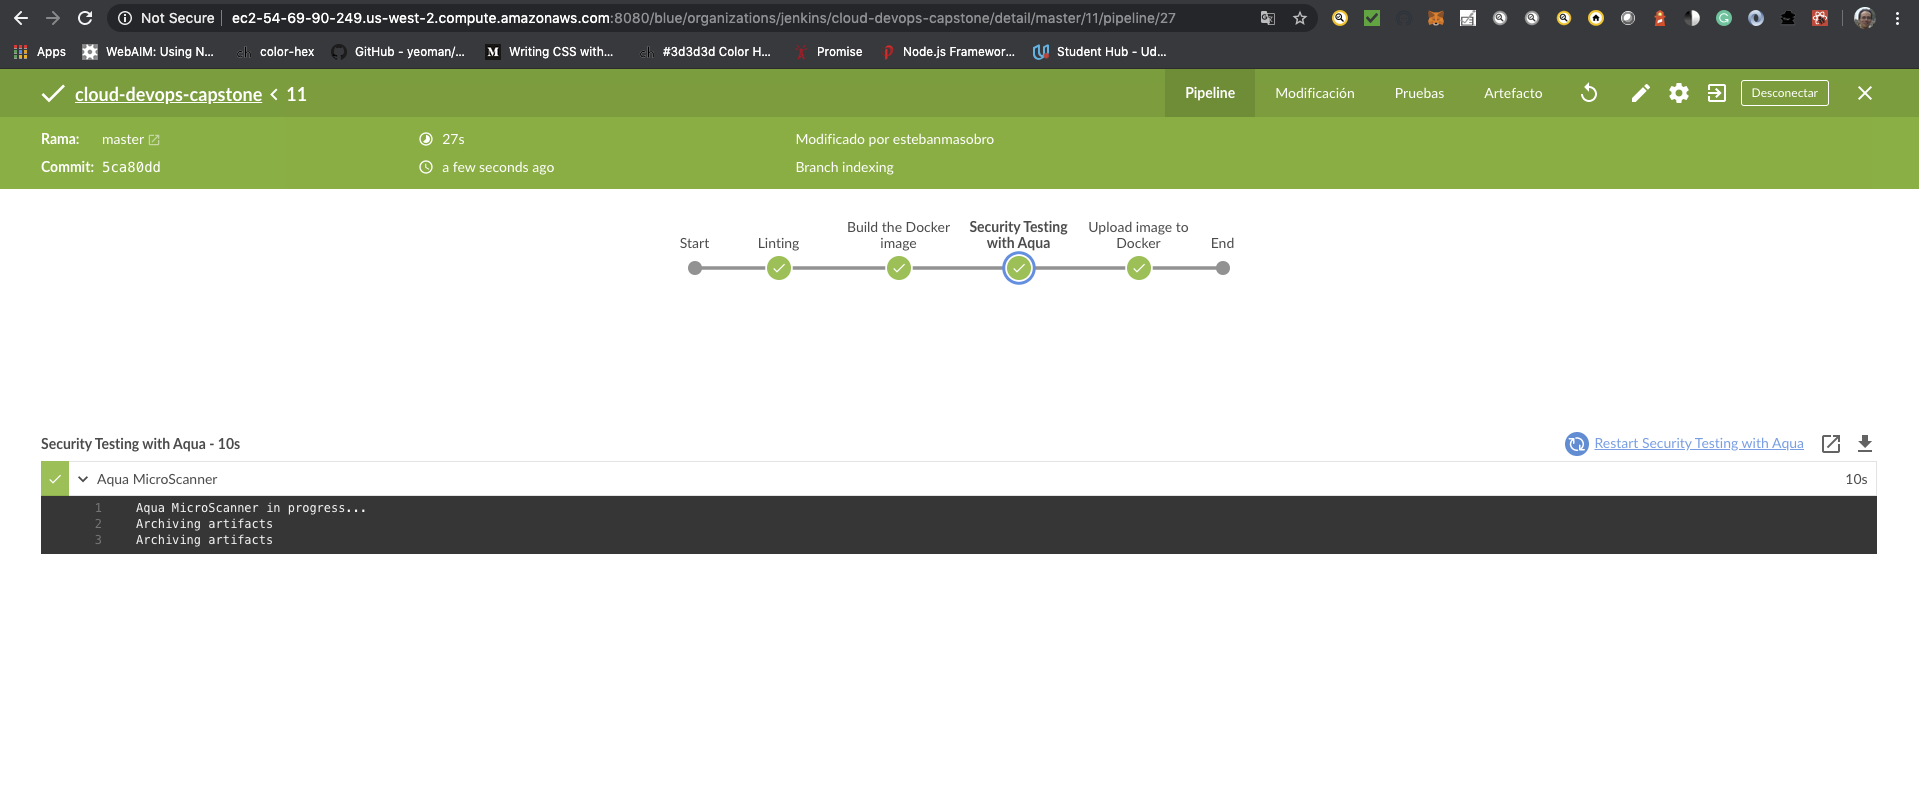 Not Secure ec2-54-69-90-249.us-west-2.compute.amazonaws.com:8080/blue/organizations/jenkins/cloud-devops-capstone/detail/master/11/pipeline/27
Apps WebAIM: Using N... color-hex GitHub - yeoman/... Writing CSS with... #3d3d3d Color H... Promise Node.js Framewor... Student Hub - Ud...
cloud-devops-capstone < 11 Pipeline Modificación Pruebas Artefacto Desconectar
Rama: master 27s Modificado por estebanmasobro
Commit: 5ca80dd a few seconds ago Branch indexing
Start
Linting
Build the Docker
image
Security Testing
with Aqua
Upload image to
Docker
End
Security Testing with Aqua - 10s Restart Security Testing with Aqua
Aqua MicroScanner 10s
1 Aqua MicroScanner in progress...
2 Archiving artifacts
3 Archiving artifacts